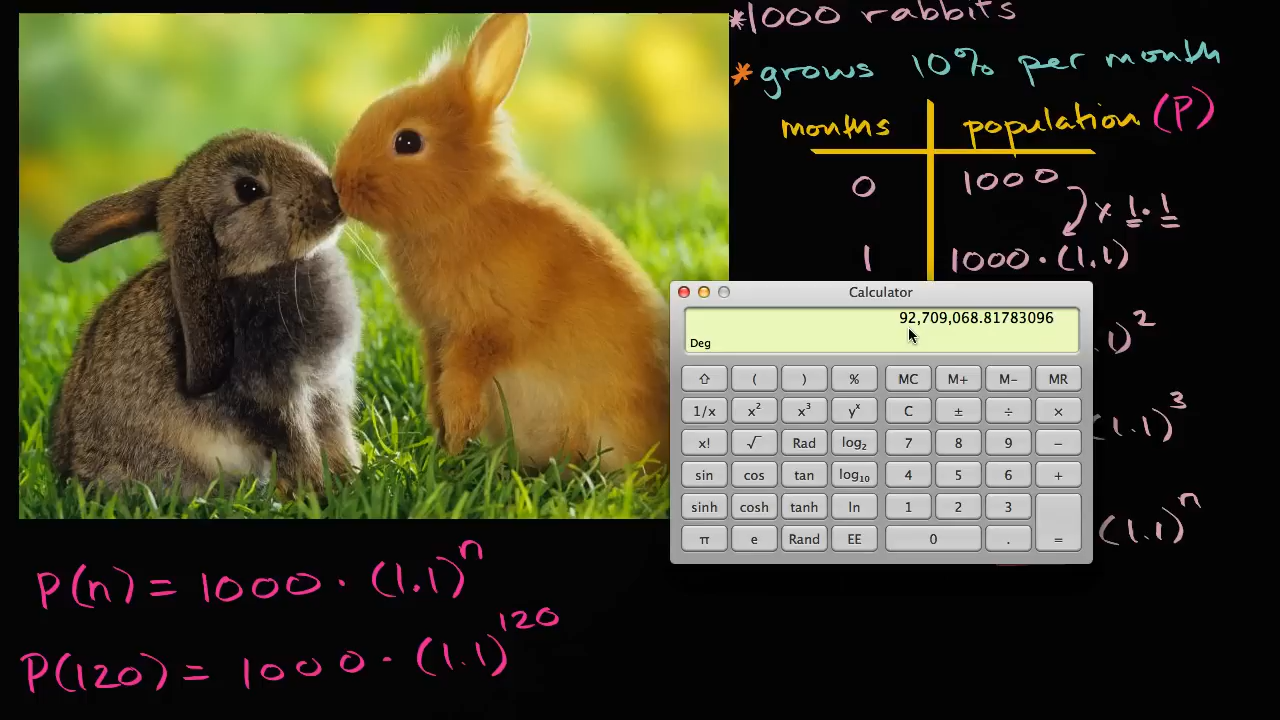 *1000 rabbits
*grows 10% per month
months population (P)
0 1000
x 1.1
1 1000 · (1.1)
.1)²
(1.1)³
(1.1)ⁿ
Calculator
92,709,068.81783096
Deg
⇧ ( ) % MC M+ M− MR
1/x x² x³ yˣ C ± ÷ ×
x! √ Rad log₂ 7 8 9 −
sin cos tan log₁₀ 4 5 6 +
sinh cosh tanh ln 1 2 3
π e Rand EE 0 . =
P(n) = 1000 · (1.1)ⁿ
P(120) = 1000 · (1.1)¹²⁰